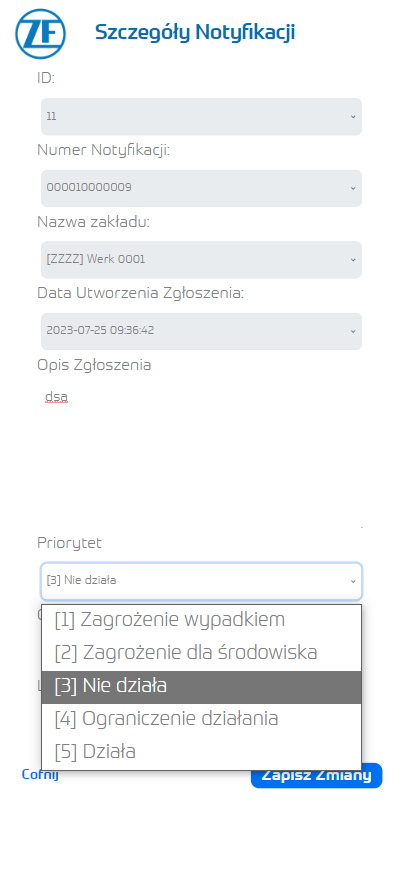 ZF
Szczegóły Notyfikacji
ID:
11
Numer Notyfikacji:
000010000009
Nazwa zakładu:
[ZZZZ] Werk 0001
Data Utworzenia Zgłoszenia:
2023-07-25 09:36:42
Opis Zgłoszenia
dsa
Priorytet
[3] Nie działa
[1] Zagrożenie wypadkiem
[2] Zagrożenie dla środowiska
[3] Nie działa
[4] Ograniczenie działania
[5] Działa
Cofnij Zapisz Zmiany